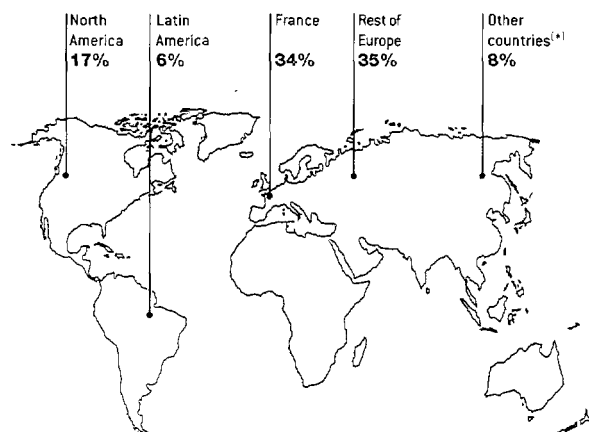 North
America
17%
Latin
America
6%
France
34%
Rest of
Europe
35%
Other
countries(*)
8%